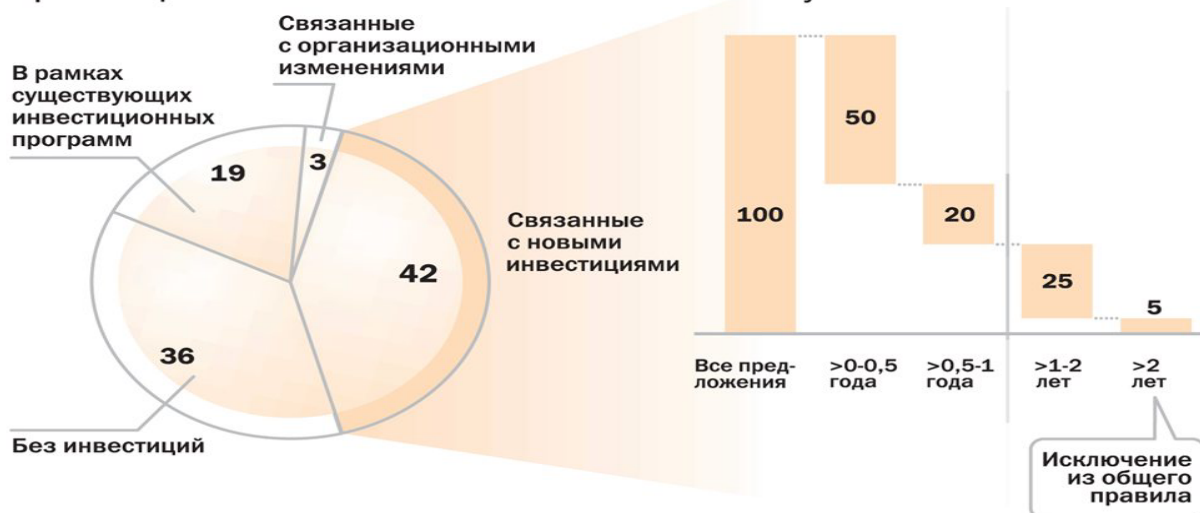 Связанные
с организационными
изменениями
В рамках
существующих
инвестиционных
программ
19
3
42
36
Без инвестиций
Связанные
с новыми
инвестициями
100
50
20
25
5
Все пред-
ложения
>0-0,5
года
>0,5-1
года
>1-2
лет
>2
лет
Исключение
из общего
правила